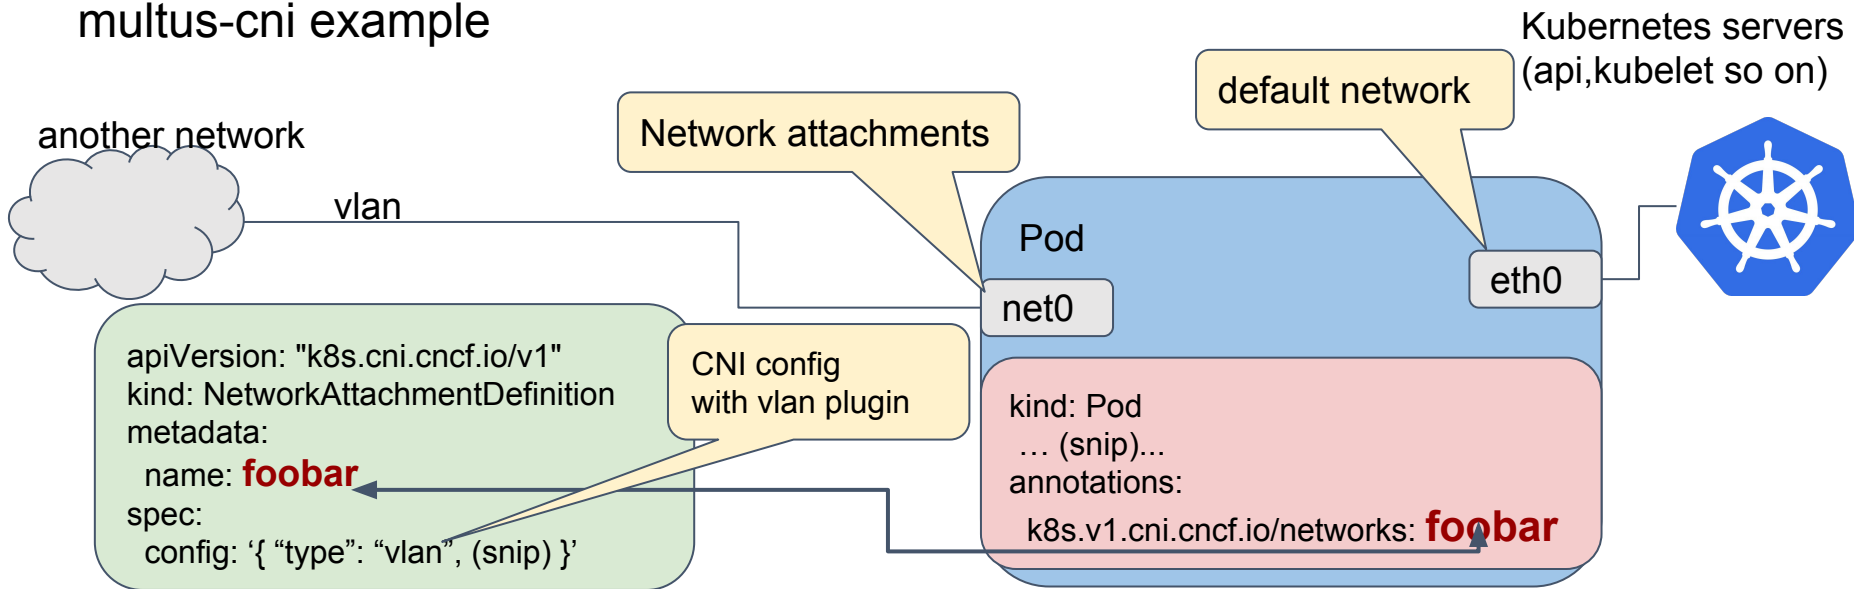 multus-cni example
Kubernetes servers
(api,kubelet so on)
another network
Network attachments
default network
vlan
Pod
net0
eth0
apiVersion: "k8s.cni.cncf.io/v1"
kind: NetworkAttachmentDefinition
metadata:
name: foobar
spec:
config: ‘{ “type”: “vlan”, (snip) }’
CNI config
with vlan plugin
kind: Pod
… (snip)...
annotations:
k8s.v1.cni.cncf.io/networks: foobar